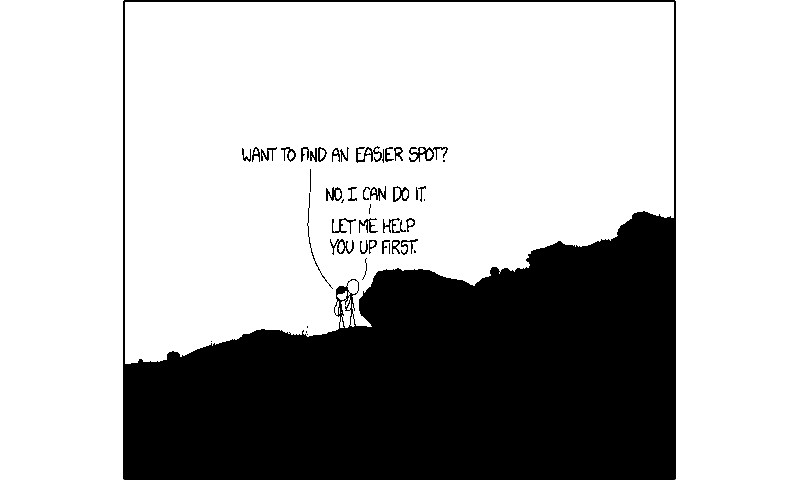 WANT TO FIND AN EASIER SPOT?
NO, I CAN DO IT.
LET ME HELP
YOU UP FIRST.